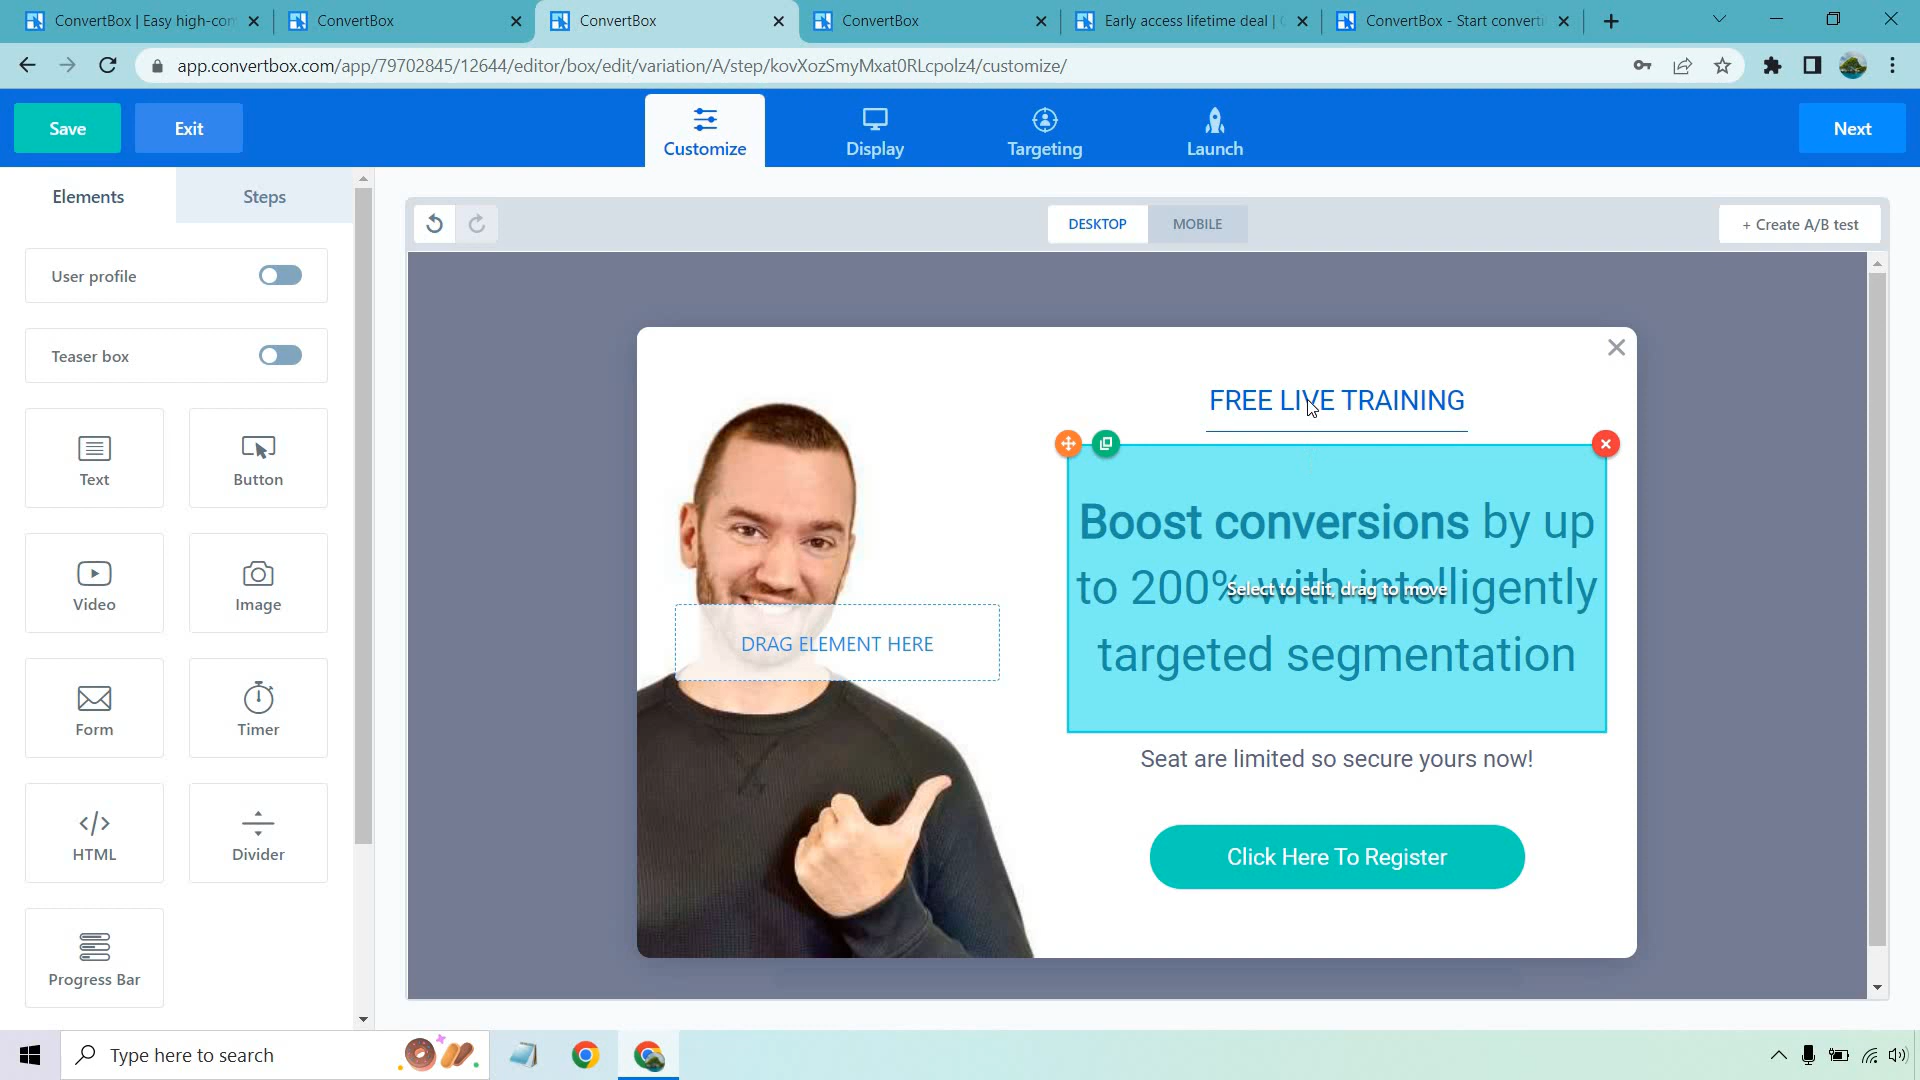 ConvertBox | Easy high-con
ConvertBox
ConvertBox
ConvertBox
Early access lifetime deal |
ConvertBox - Start converti
app.convertbox.com/app/79702845/12644/editor/box/edit/variation/A/step/kovXozSmyMxat0RLcpolz4/customize/
Save
Exit
Customize
Display
Targeting
Launch
Next
Elements
Steps
DESKTOP
MOBILE
+ Create A/B test
User profile
Teaser box
Text
Button
Video
Image
Form
Timer
HTML
Divider
Progress Bar
FREE LIVE TRAINING
Boost conversions by up
to 200% with intelligently
Select to edit, drag to move
targeted segmentation
DRAG ELEMENT HERE
Seat are limited so secure yours now!
Click Here To Register
Type here to search